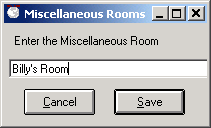 Miscellaneous Rooms
Enter the Miscellaneous Room
Billy's Room
Cancel Save